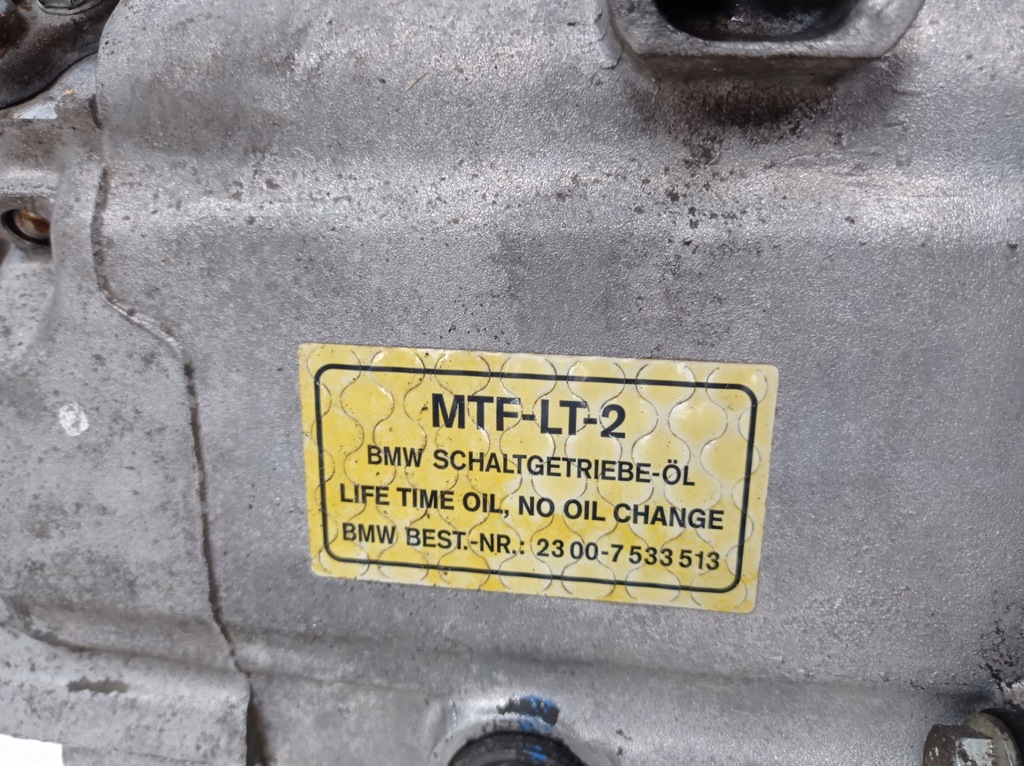 MTF-LT-2
BMW SCHALTGETRIEBE-ÖL
LIFE TIME OIL, NO OIL CHANGE
BMW BEST.-NR.: 23 00-7 533 513